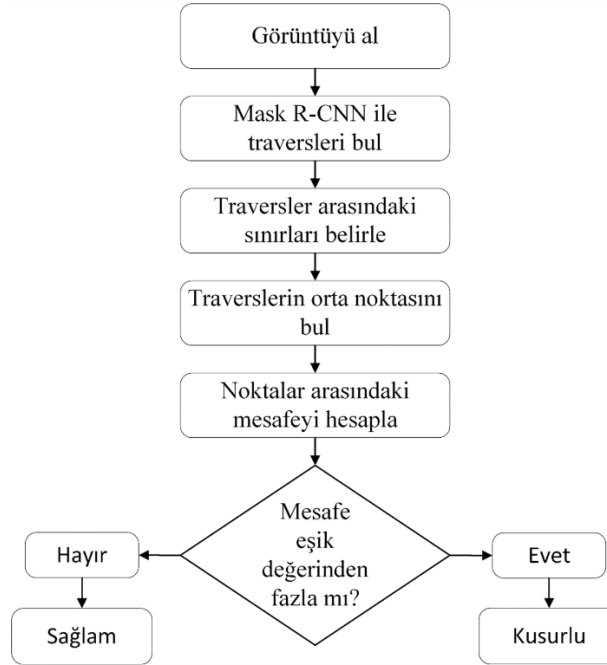 Görüntüyü al
Mask R-CNN ile
traversleri bul
Traversler arasındaki
sınırları belirle
Traverslerin orta noktasını
bul
Noktalar arasındaki
mesafeyi hesapla
Mesafe
eşik
değerinden
fazla mı?
Hayır
Evet
Sağlam
Kusurlu